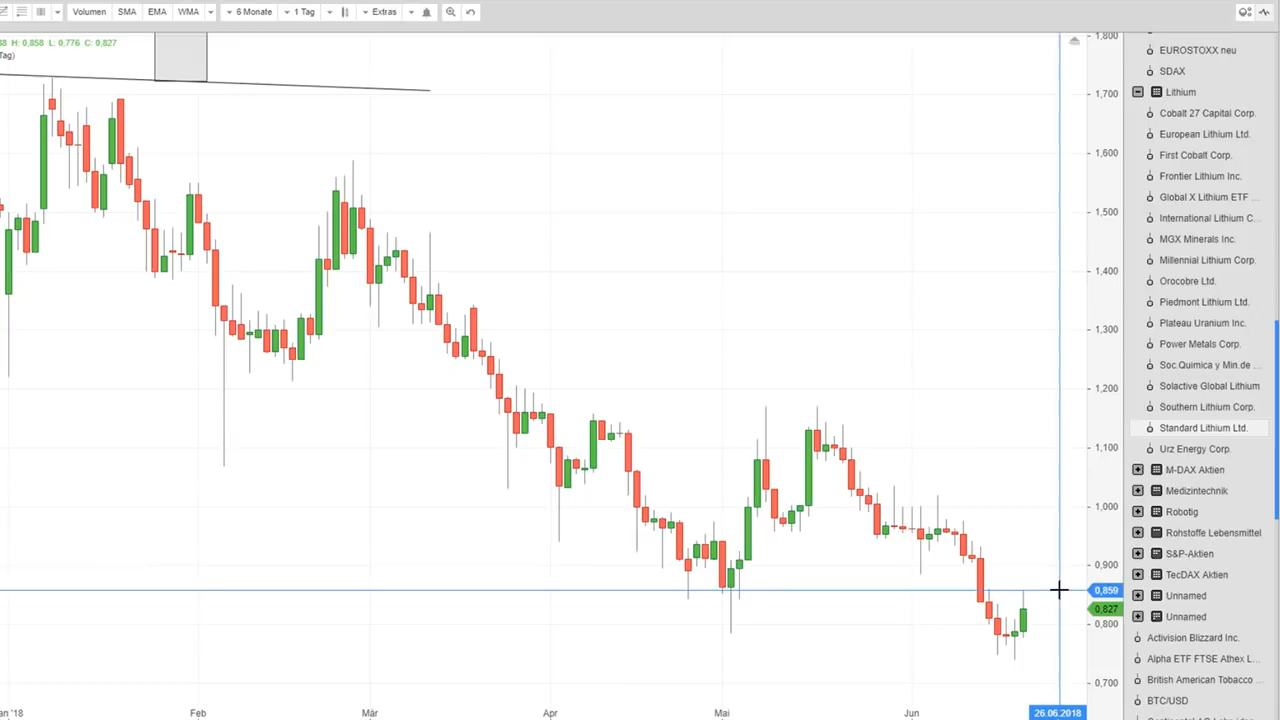 Volumen SMA EMA WMA 6 Monate 1 Tag Extras
H: 0,858 L: 0,776 C: 0,827
Tag)
1,800
1,700
1,600
1,500
1,400
1,300
1,200
1,100
1,000
0,900
0,859
0,827
0,800
0,700
an '18 Feb Mär Apr Mai Jun 26.06.2018
EUROSTOXX neu
SDAX
Lithium
Cobalt 27 Capital Corp.
European Lithium Ltd.
First Cobalt Corp.
Frontier Lithium Inc.
Global X Lithium ETF ...
International Lithium C...
MGX Minerals Inc.
Millennial Lithium Corp.
Orocobre Ltd.
Piedmont Lithium Ltd.
Plateau Uranium Inc.
Power Metals Corp.
Soc.Quimica y Min.de ...
Solactive Global Lithium
Southern Lithium Corp.
Standard Lithium Ltd.
Urz Energy Corp.
M-DAX Aktien
Medizintechnik
Robotig
Rohstoffe Lebensmittel
S&P-Aktien
TecDAX Aktien
Unnamed
Unnamed
Activision Blizzard Inc.
Alpha ETF FTSE Athex L...
British American Tobacco ...
BTC/USD